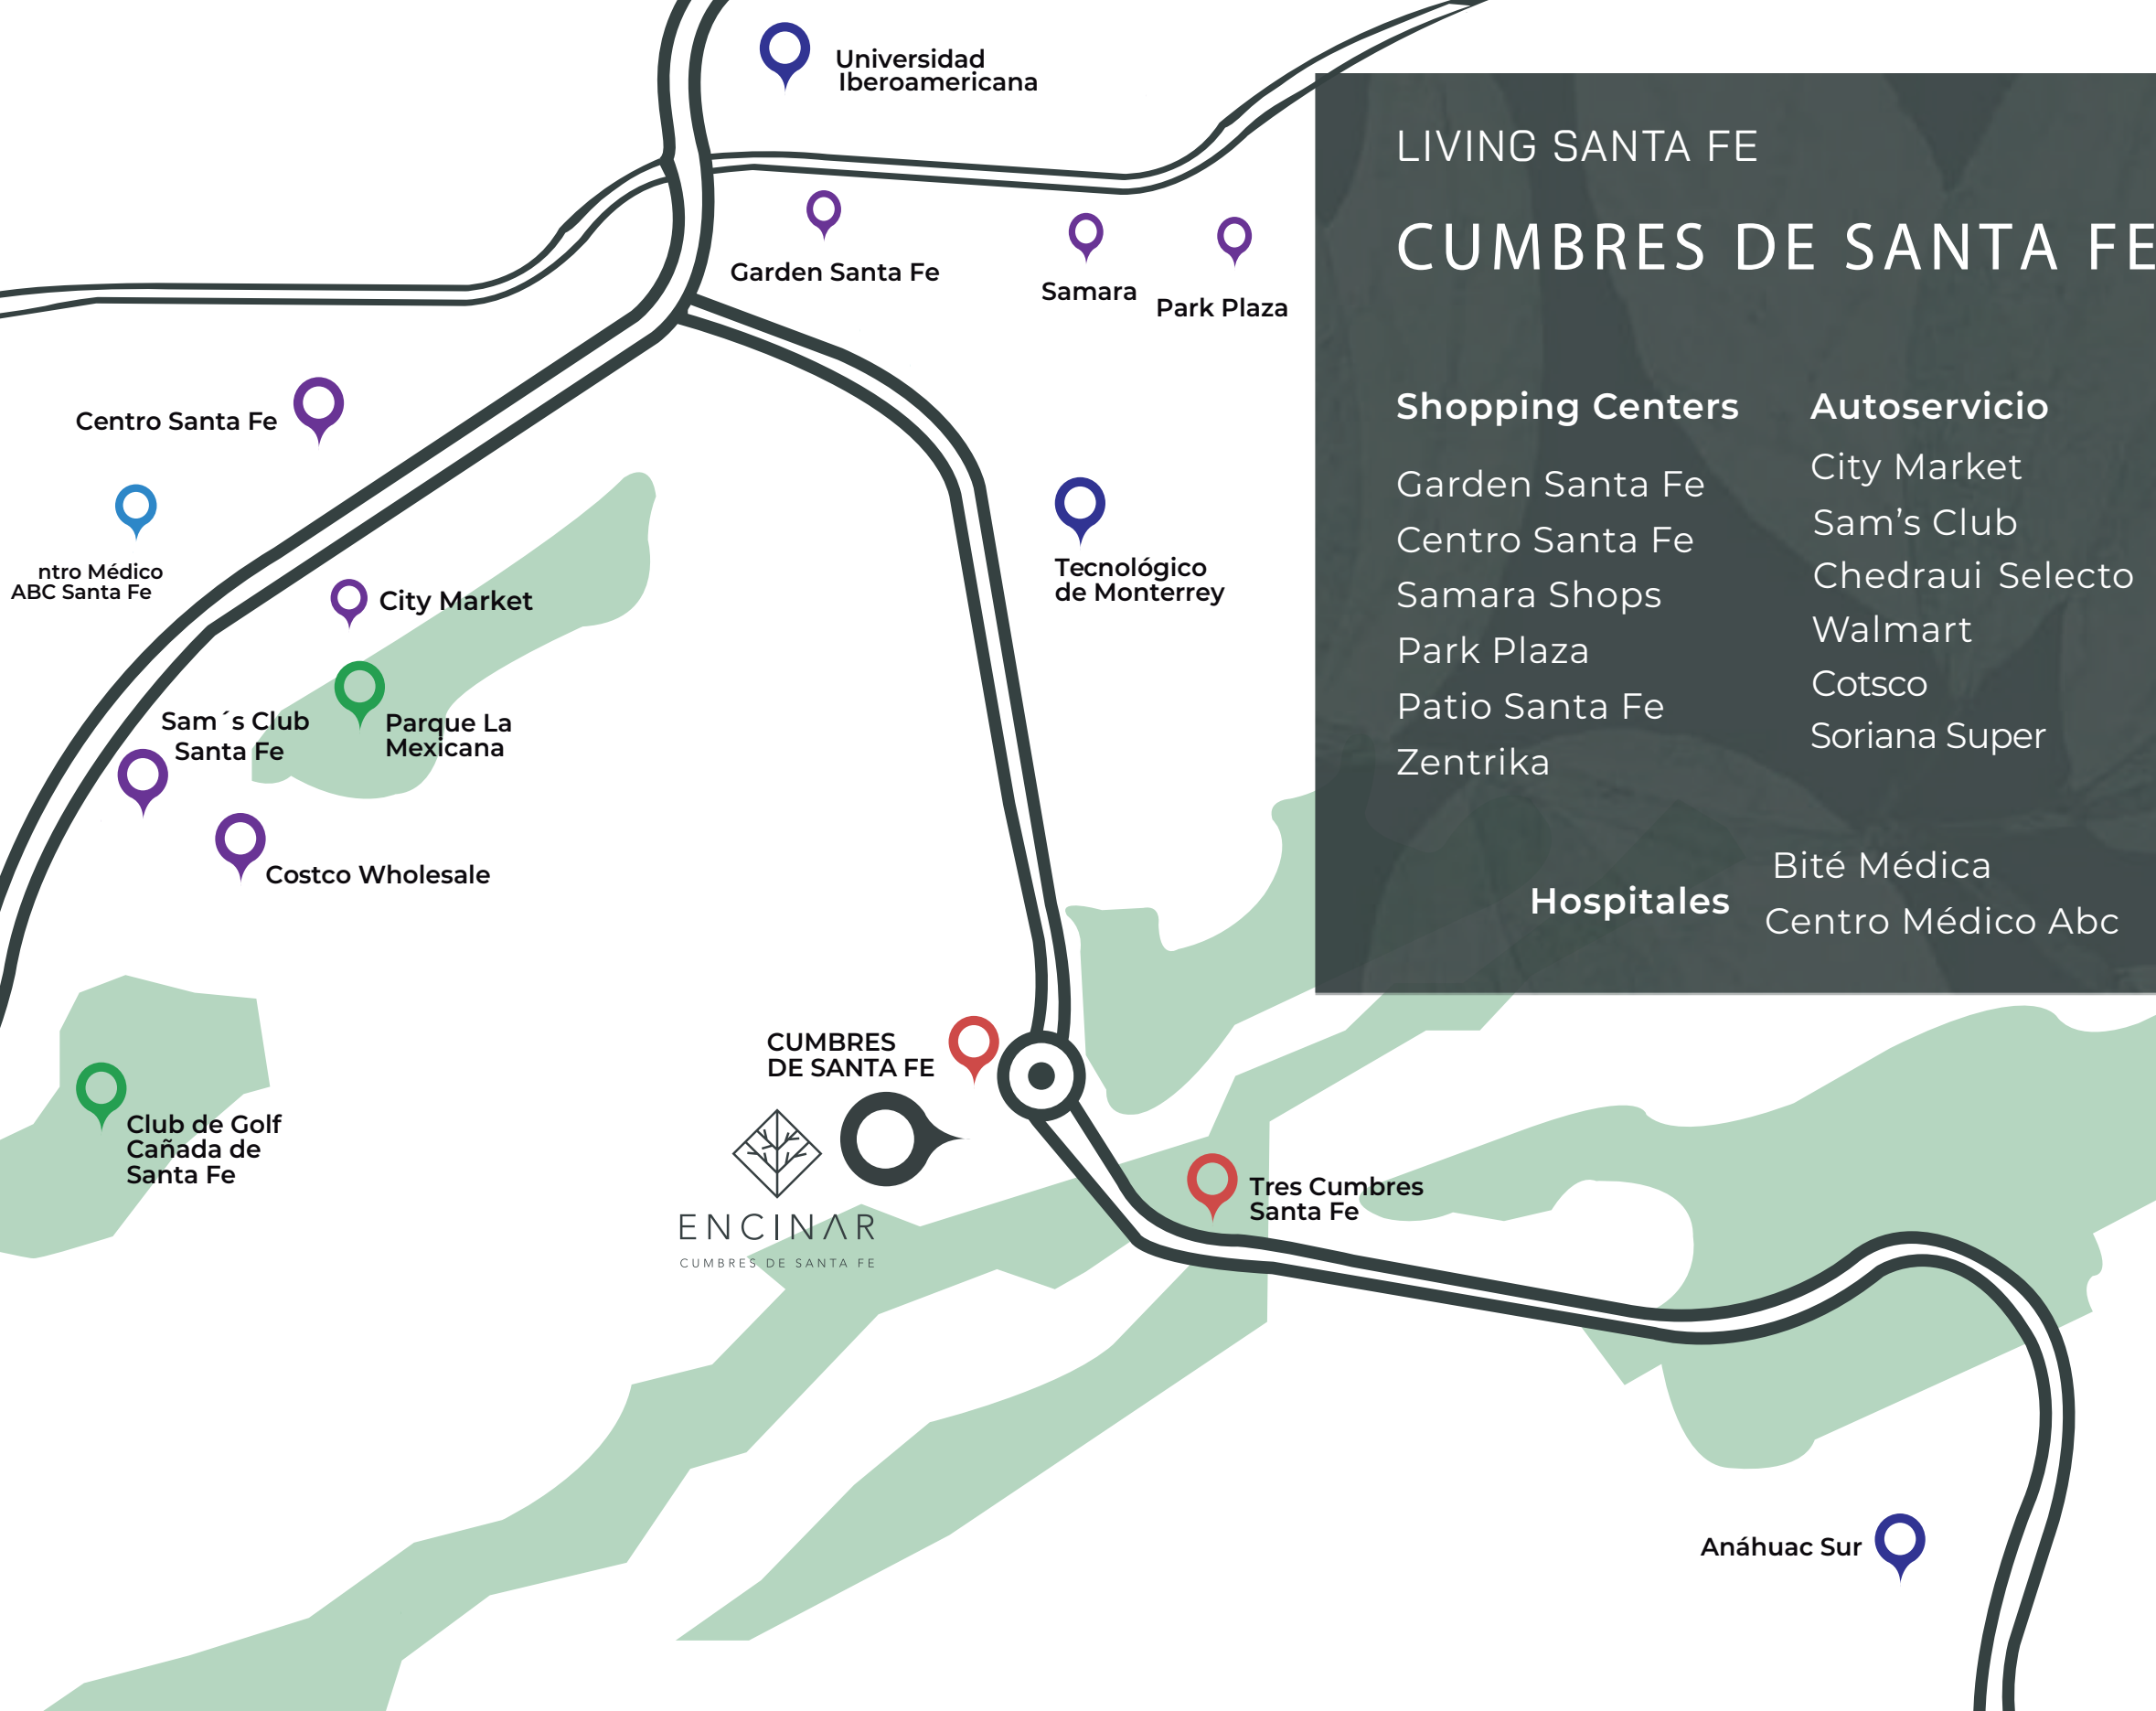 Universidad
Iberoamericana
Garden Santa Fe
Samara
Park Plaza
Centro Santa Fe
ntro Médico
ABC Santa Fe
City Market
Tecnológico
de Monterrey
Sam´s Club
Santa Fe
Parque La
Mexicana
Costco Wholesale
Club de Golf
Cañada de
Santa Fe
CUMBRES
DE SANTA FE
ENCINAR
CUMBRES DE SANTA FE
Tres Cumbres
Santa Fe
Anáhuac Sur
LIVING SANTA FE
CUMBRES DE SANTA FE
Shopping Centers
Garden Santa Fe
Centro Santa Fe
Samara Shops
Park Plaza
Patio Santa Fe
Zentrika
Autoservicio
City Market
Sam’s Club
Chedraui Selecto
Walmart
Cotsco
Soriana Super
Hospitales
Bité Médica
Centro Médico Abc